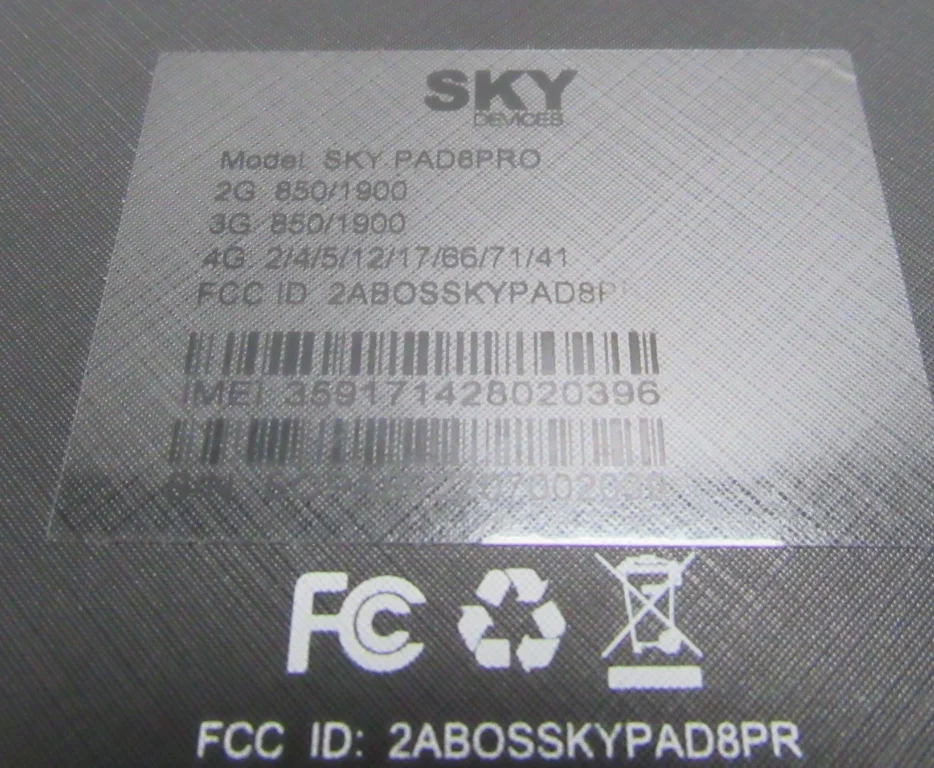 SKY
DEVICES
Model: SKY PAD8PRO
2G: 850/1900
3G: 850/1900
4G: 2/4/5/12/17/66/71/41
FCC ID: 2ABOSSKYPAD8P
IMEI: 359171428020396
FC
FCC ID: 2ABOSSKYPAD8PR